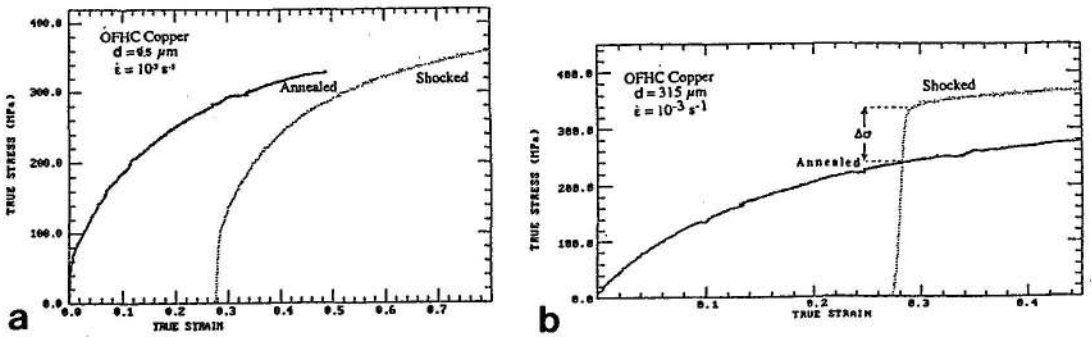 400.0
300.0
200.0
100.0
0.0
TRUE STRESS (MPa)
OFHC Copper
d = 9.5 μm
ε̇ = 10⁻³ s⁻¹
Annealed
Shocked
0.0 0.1 0.2 0.3 0.4 0.5 0.6 0.7
TRUE STRAIN
a
400.0
300.0
200.0
100.0
0.0
TRUE STRESS (MPa)
OFHC Copper
d = 315 μm
ε̇ = 10⁻³ s⁻¹
Shocked
Δσ
Annealed
0.1 0.2 0.3 0.4
TRUE STRAIN
b